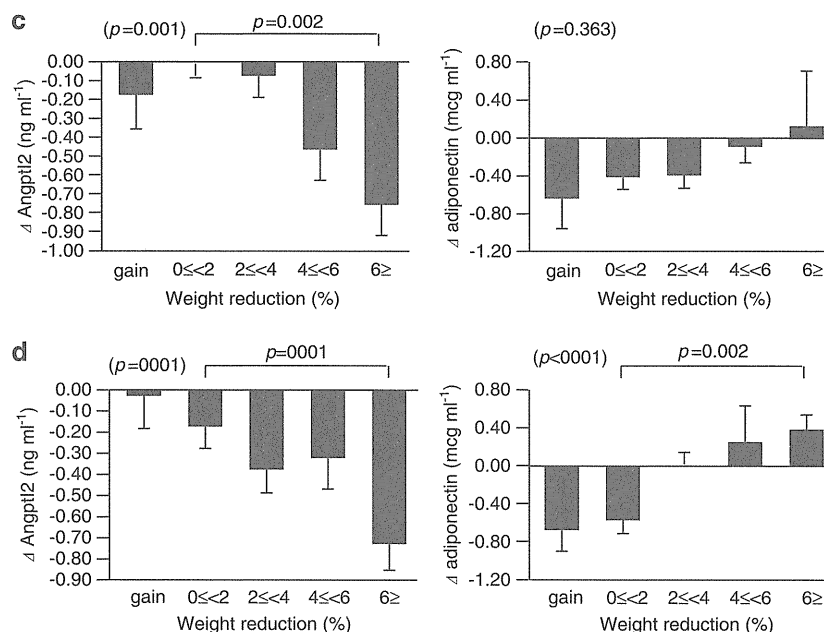 c
(p=0.001)
p=0.002
Δ Angptl2 (ng ml⁻¹)
0.00
-0.10
-0.20
-0.30
-0.40
-0.50
-0.60
-0.70
-0.80
-0.90
-1.00
gain 0≤<2 2≤<4 4≤<6 6≥
Weight reduction (%)
(p=0.363)
Δ adiponectin (mcg ml⁻¹)
0.80
0.40
0.00
-0.40
-0.80
-1.20
gain 0≤<2 2≤<4 4≤<6 6≥
Weight reduction (%)
d
(p=0001)
p=0001
Δ Angptl2 (ng ml⁻¹)
0.00
-0.10
-0.20
-0.30
-0.40
-0.50
-0.60
-0.70
-0.80
-0.90
gain 0≤<2 2≤<4 4≤<6 6≥
Weight reduction (%)
(p<0001)
p=0.002
Δ adiponectin (mcg ml⁻¹)
0.80
0.40
0.00
-0.40
-0.80
-1.20
gain 0≤<2 2≤<4 4≤<6 6≥
Weight reduction (%)